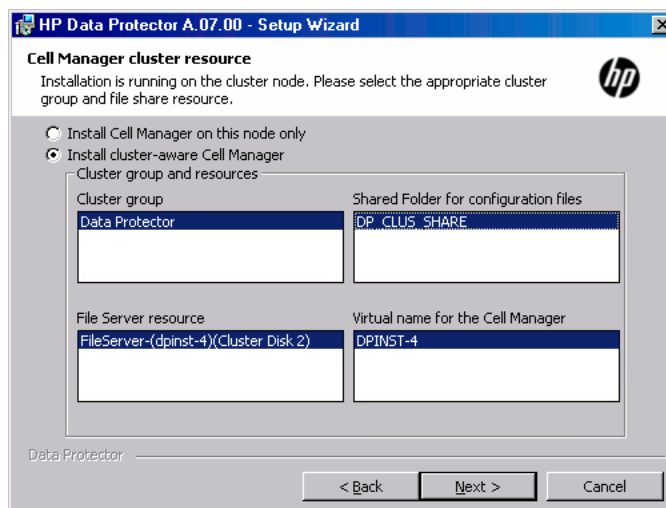 HP Data Protector A.07.00 - Setup Wizard
Cell Manager cluster resource
Installation is running on the cluster node. Please select the appropriate cluster
group and file share resource.
hp
Install Cell Manager on this node only
Install cluster-aware Cell Manager
Cluster group and resources
Cluster group
Shared Folder for configuration files
Data Protector
DP_CLUS_SHARE
File Server resource
Virtual name for the Cell Manager
FileServer-(dpinst-4)(Cluster Disk 2)
DPINST-4
Data Protector
< Back
Next >
Cancel